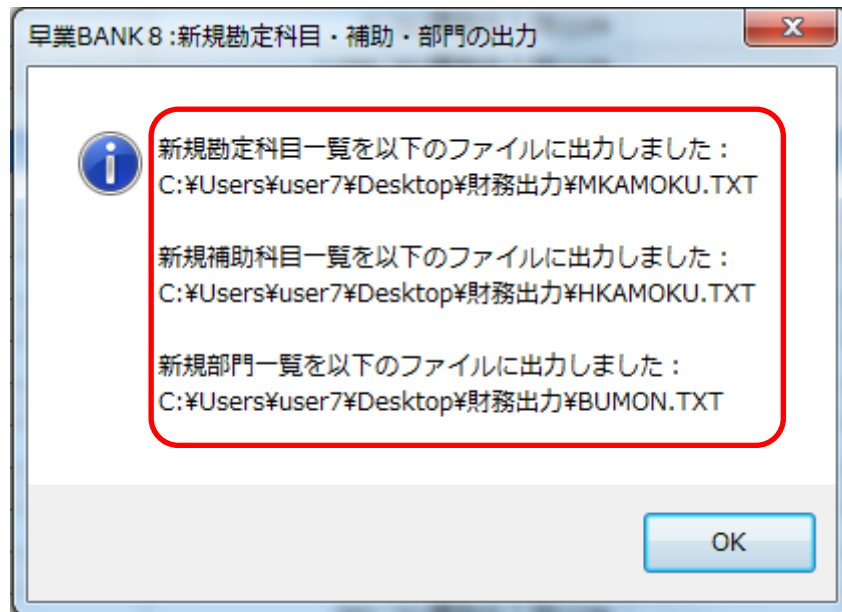 早業BANK８:新規勘定科目・補助・部門の出力
新規勘定科目一覧を以下のファイルに出力しました：
C:¥Users¥user7¥Desktop¥財務出力¥MKAMOKU.TXT
新規補助科目一覧を以下のファイルに出力しました：
C:¥Users¥user7¥Desktop¥財務出力¥HKAMOKU.TXT
新規部門一覧を以下のファイルに出力しました：
C:¥Users¥user7¥Desktop¥財務出力¥BUMON.TXT
OK